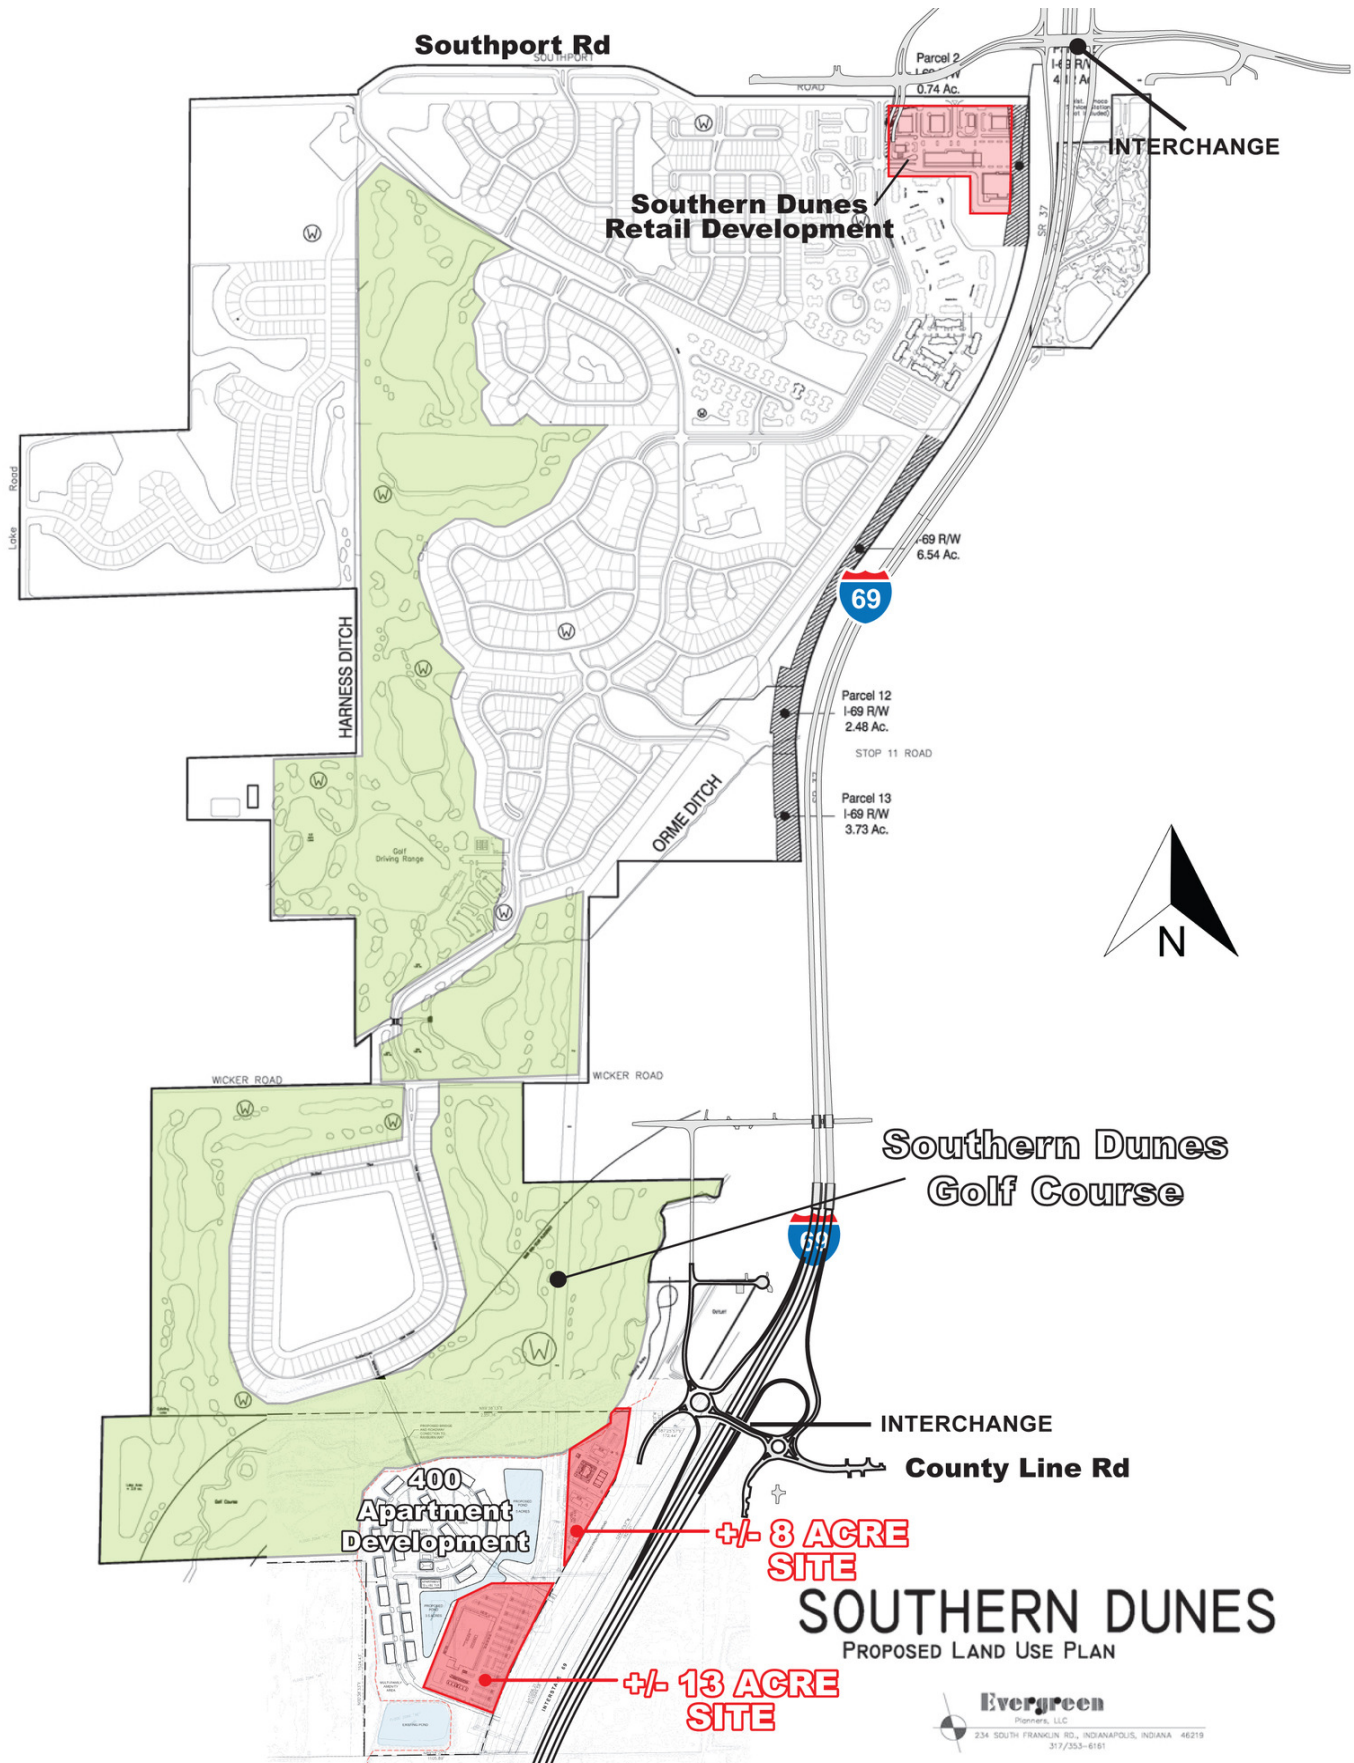 Southport Rd
SOUTHPORT
ROAD
Parcel 2
0.74 Ac.
INTERCHANGE
Southern Dunes
Retail Development
SR 37
W
W
W
W
W
Lake Road
I-69 R/W
6.54 Ac.
69
W
HARNESS DITCH
W
Parcel 12
I-69 R/W
2.48 Ac.
STOP 11 ROAD
W
ORME DITCH
Parcel 13
I-69 R/W
3.73 Ac.
Golf
Driving Range
W
N
WICKER ROAD
WICKER ROAD
W
W
Southern Dunes
Golf Course
69
W
W
INTERCHANGE
County Line Rd
400
Apartment
Development
Golf Course
+/- 8 ACRE
SITE
SOUTHERN DUNES
PROPOSED LAND USE PLAN
+/- 13 ACRE
SITE
INTERSTATE 69
Evergreen
Planners, LLC
234 SOUTH FRANKLIN RD., INDIANAPOLIS, INDIANA 46219
317/353-6161